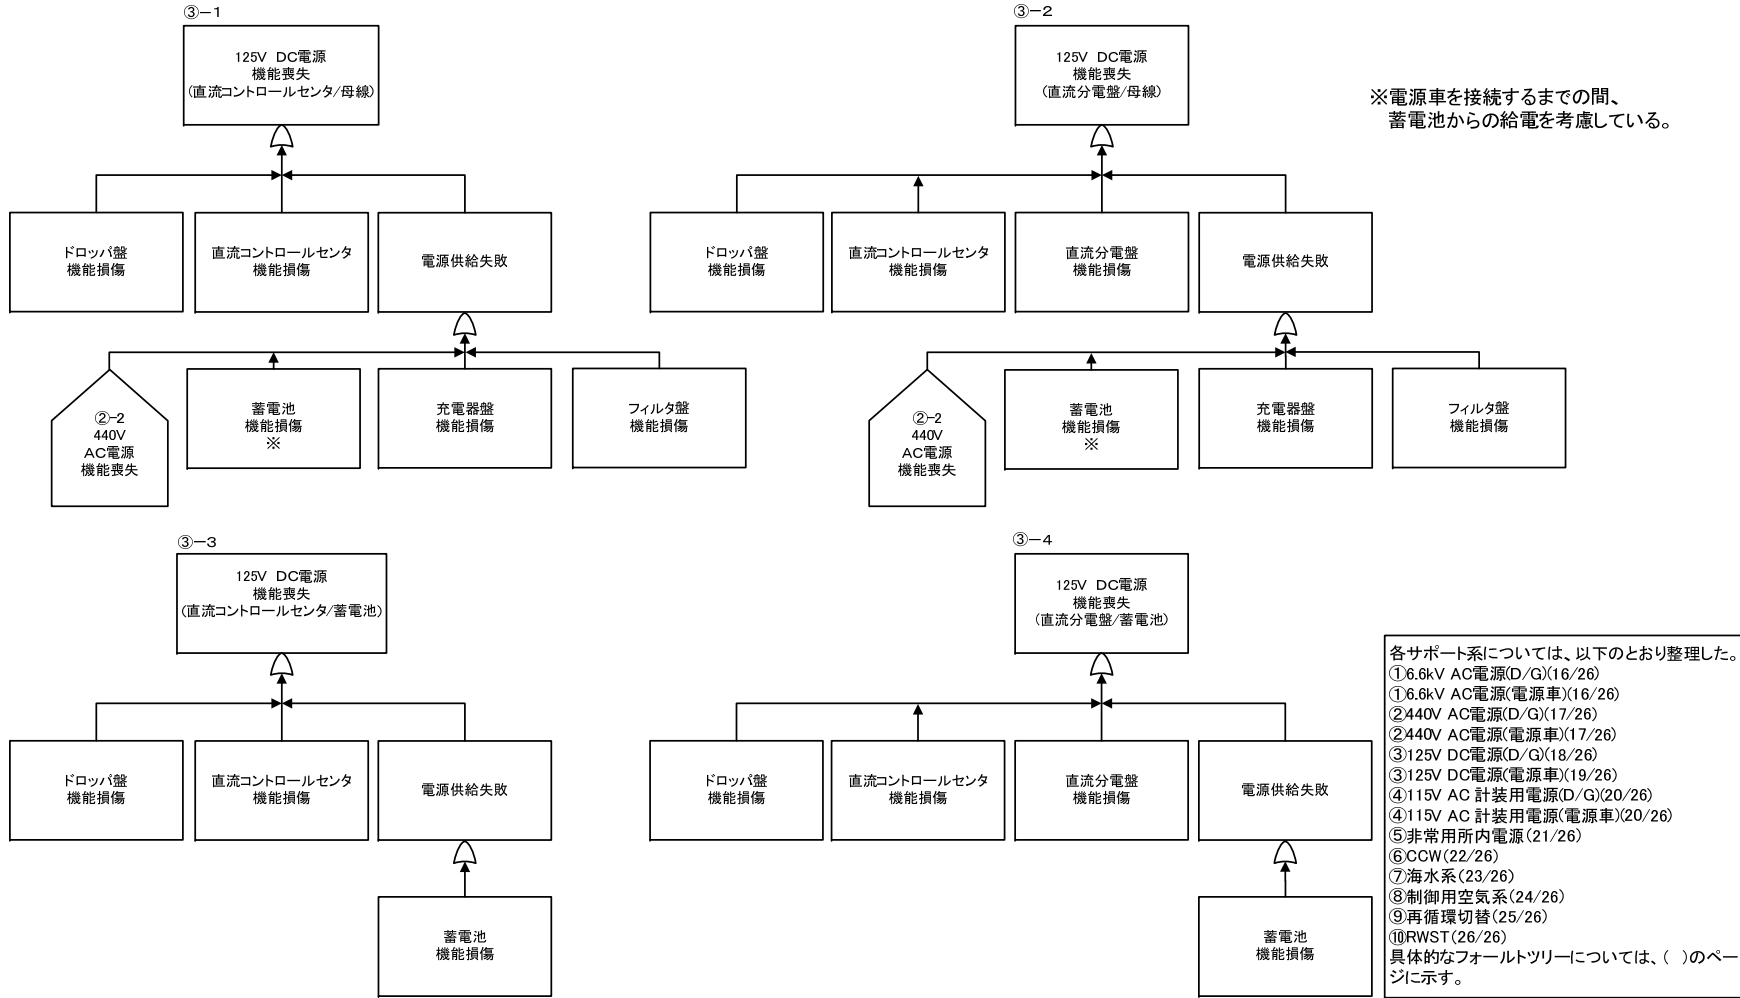 ③−1
125V DC電源
機能喪失
(直流コントロールセンタ/母線)
ドロッパ盤
機能損傷
直流コントロールセンタ
機能損傷
電源供給失敗
②-2
440V
AC電源
機能喪失
蓄電池
機能損傷
※
充電器盤
機能損傷
フィルタ盤
機能損傷
③−2
125V DC電源
機能喪失
(直流分電盤/母線)
ドロッパ盤
機能損傷
直流コントロールセンタ
機能損傷
直流分電盤
機能損傷
電源供給失敗
②-2
440V
AC電源
機能喪失
蓄電池
機能損傷
※
充電器盤
機能損傷
フィルタ盤
機能損傷
※電源車を接続するまでの間、
蓄電池からの給電を考慮している。
③−3
125V DC電源
機能喪失
(直流コントロールセンタ/蓄電池)
ドロッパ盤
機能損傷
直流コントロールセンタ
機能損傷
電源供給失敗
蓄電池
機能損傷
③−4
125V DC電源
機能喪失
(直流分電盤/蓄電池)
ドロッパ盤
機能損傷
直流コントロールセンタ
機能損傷
直流分電盤
機能損傷
電源供給失敗
蓄電池
機能損傷
各サポート系については、以下のとおり整理した。
①6.6kV AC電源(D/G)(16/26)
①6.6kV AC電源(電源車)(16/26)
②440V AC電源(D/G)(17/26)
②440V AC電源(電源車)(17/26)
③125V DC電源(D/G)(18/26)
③125V DC電源(電源車)(19/26)
④115V AC 計装用電源(D/G)(20/26)
④115V AC 計装用電源(電源車)(20/26)
⑤非常用所内電源(21/26)
⑥CCW(22/26)
⑦海水系(23/26)
⑧制御用空気系(24/26)
⑨再循環切替(25/26)
⑩RWST(26/26)
具体的なフォールトツリーについては、( )のペー
ジに示す。